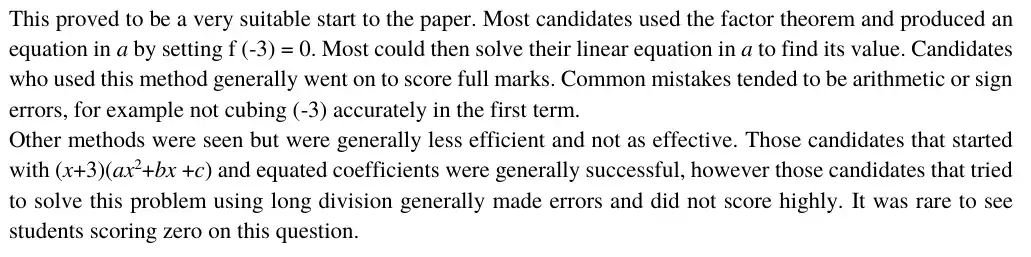 This proved to be a very suitable start to the paper. Most candidates used the factor theorem and produced an
equation in a by setting f (-3) = 0. Most could then solve their linear equation in a to find its value. Candidates
who used this method generally went on to score full marks. Common mistakes tended to be arithmetic or sign
errors, for example not cubing (-3) accurately in the first term.
Other methods were seen but were generally less efficient and not as effective. Those candidates that started
with (x+3)(ax²+bx +c) and equated coefficients were generally successful, however those candidates that tried
to solve this problem using long division generally made errors and did not score highly. It was rare to see
students scoring zero on this question.